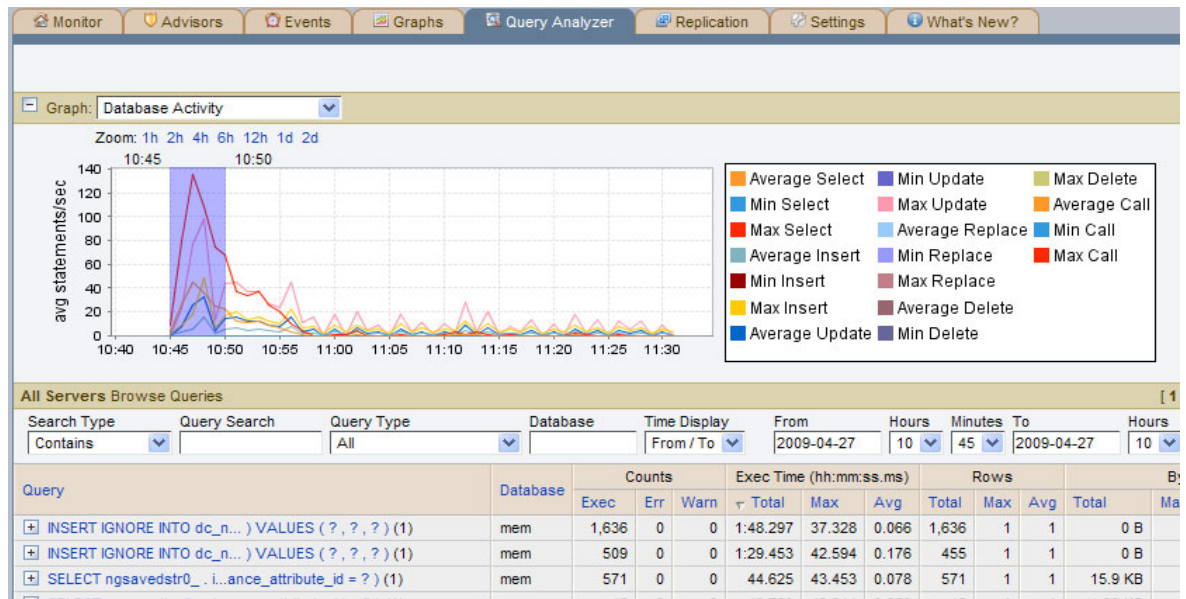 Monitor Advisors Events Graphs Query Analyzer Replication Settings What's New?
Graph: Database Activity
Zoom: 1h 2h 4h 6h 12h 1d 2d
10:45 10:50
avg statements/sec
140
120
100
80
60
40
20
0
10:40 10:45 10:50 10:55 11:00 11:05 11:10 11:15 11:20 11:25 11:30
Average Select Min Update Max Delete
Min Select Max Update Average Call
Max Select Average Replace Min Call
Average Insert Min Replace Max Call
Min Insert Max Replace
Max Insert Average Delete
Average Update Min Delete
All Servers Browse Queries [ 1
Search Type Query Search Query Type Database Time Display From Hours Minutes To Hours
Contains All From / To 2009-04-27 10 45 2009-04-27 10
Counts Exec Time (hh:mm:ss.ms) Rows By
Query Database Exec Err Warn Total Max Avg Total Max Avg Total Ma
INSERT IGNORE INTO dc_n... ) VALUES ( ? , ? , ? ) (1) mem 1,636 0 0 1:48.297 37.328 0.066 1,636 1 1 0 B
INSERT IGNORE INTO dc_n... ) VALUES ( ? , ? , ? ) (1) mem 509 0 0 1:29.453 42.594 0.176 455 1 1 0 B
SELECT ngsavedstr0_ . i...ance_attribute_id = ? ) (1) mem 571 0 0 44.625 43.453 0.078 571 1 1 15.9 KB